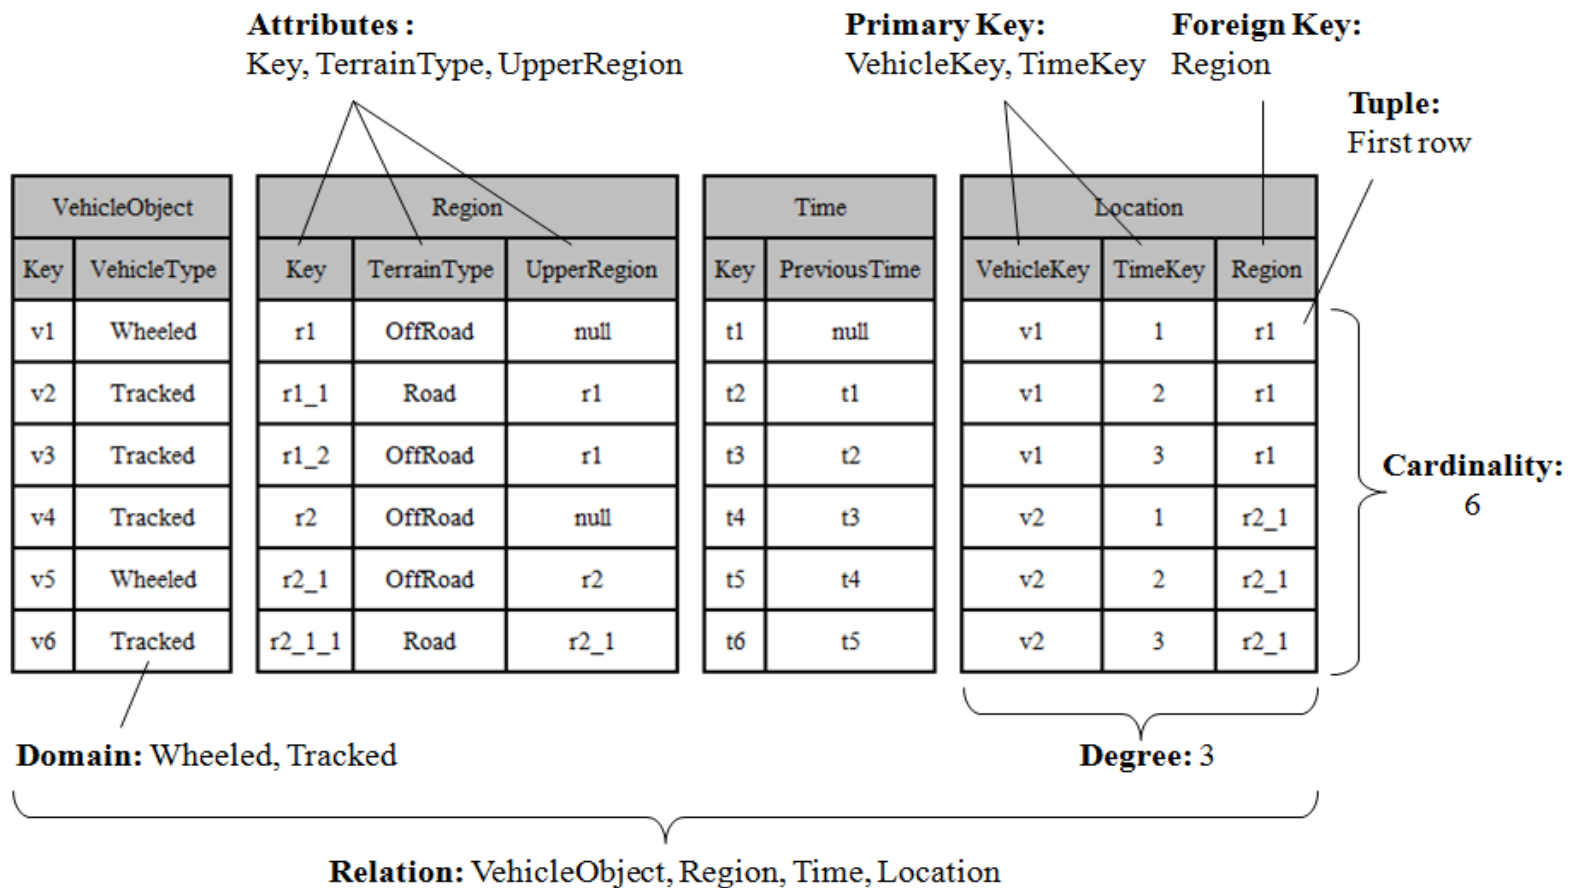 Attributes :
Key, TerrainType, UpperRegion
Primary Key:
VehicleKey, TimeKey
Foreign Key:
Region
Tuple:
First row
VehicleObject
Key VehicleType
v1 Wheeled
v2 Tracked
v3 Tracked
v4 Tracked
v5 Wheeled
v6 Tracked
Region
Key TerrainType UpperRegion
r1 OffRoad null
r1_1 Road r1
r1_2 OffRoad r1
r2 OffRoad null
r2_1 OffRoad r2
r2_1_1 Road r2_1
Time
Key PreviousTime
t1 null
t2 t1
t3 t2
t4 t3
t5 t4
t6 t5
Location
VehicleKey TimeKey Region
v1 1 r1
v1 2 r1
v1 3 r1
v2 1 r2_1
v2 2 r2_1
v2 3 r2_1
Cardinality:
6
Domain: Wheeled, Tracked
Degree: 3
Relation: VehicleObject, Region, Time, Location